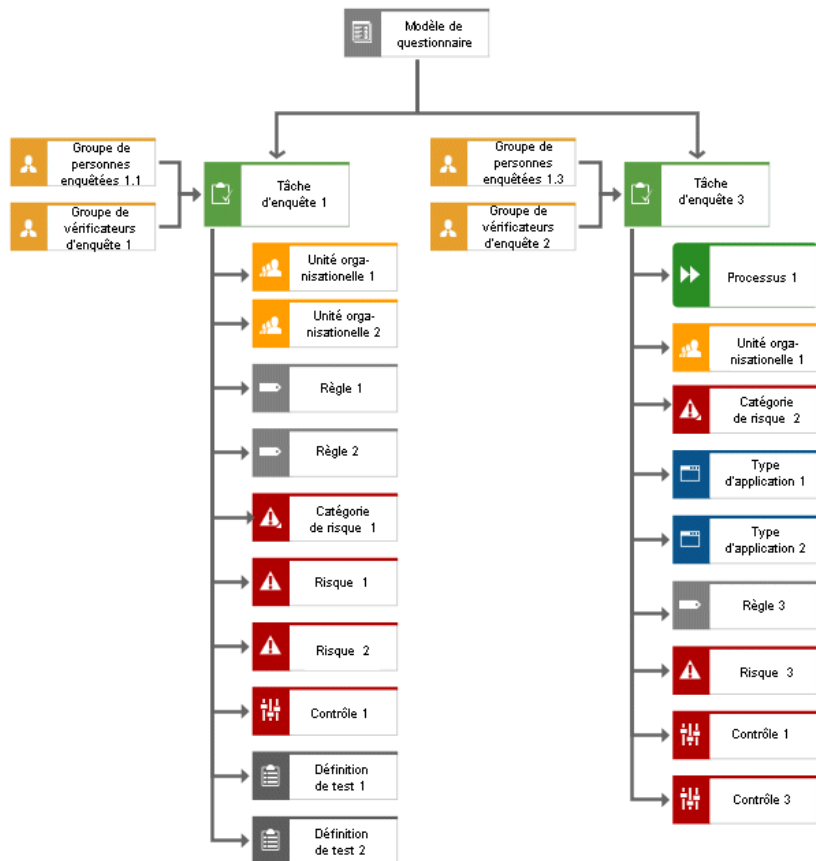 Modèle de
questionnaire
Groupe de
personnes
enquêtées 1.1
Groupe de
vérificateurs
d'enquête 1
Tâche
d'enquête 1
Unité orga-
nisationelle 1
Unité orga-
nisationelle 2
Règle 1
Règle 2
Catégorie
de risque 1
Risque 1
Risque 2
Contrôle 1
Définition
de test 1
Définition
de test 2
Groupe de
personnes
enquêtées 1.3
Groupe de
vérificateurs
d'enquête 2
Tâche
d'enquête 3
Processus 1
Unité orga-
nisationelle 1
Catégorie
de risque 2
Type
d'application 1
Type
d'application 2
Règle 3
Risque 3
Contrôle 1
Contrôle 3